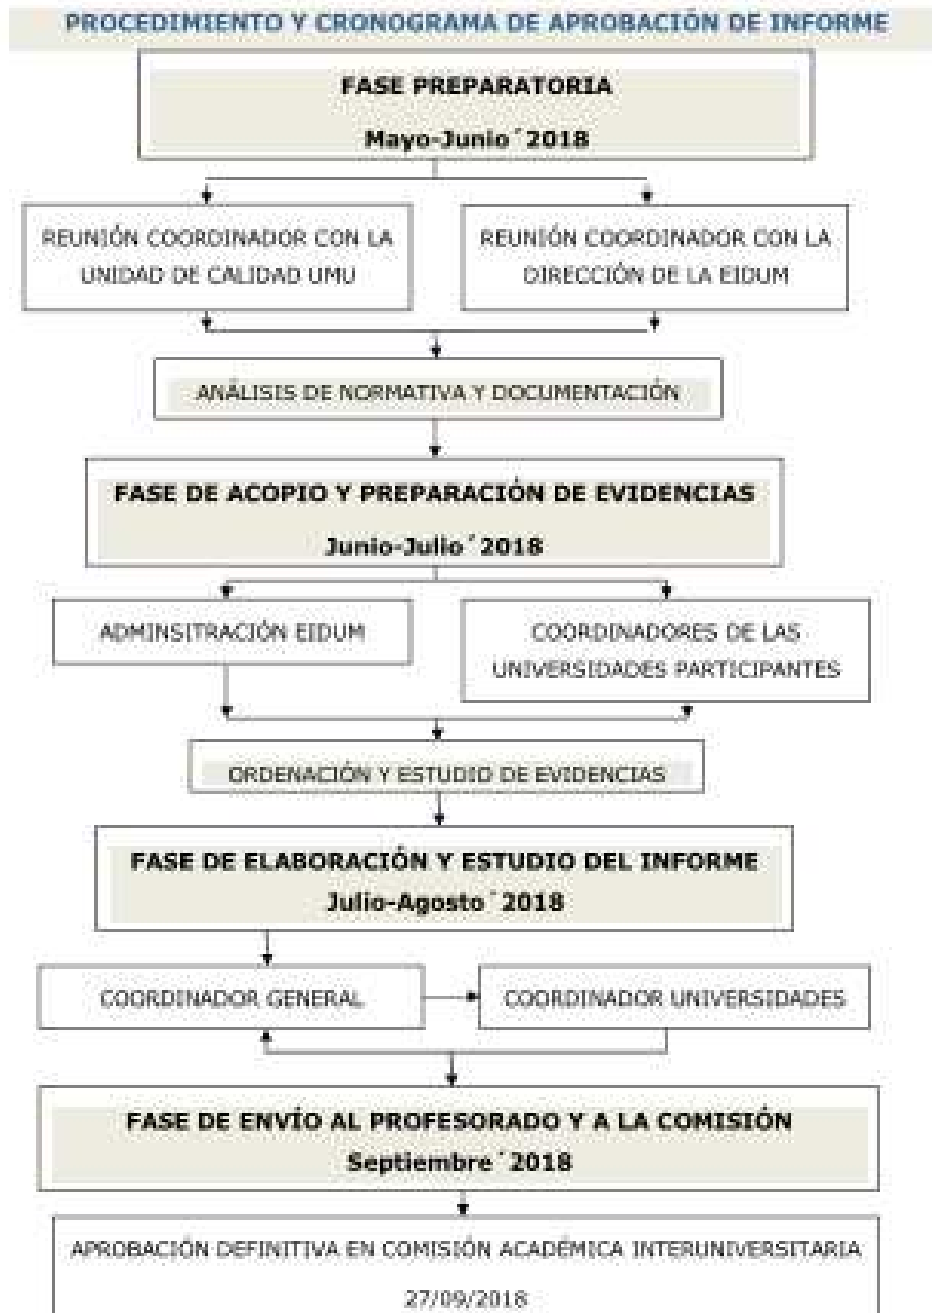 PROCEDIMIENTO Y CRONOGRAMA DE APROBACIÓN DE INFORME
FASE PREPARATORIA
Mayo-Junio´2018
REUNIÓN COORDINADOR CON LA
UNIDAD DE CALIDAD UMU
REUNIÓN COORDINADOR CON LA
DIRECCIÓN DE LA EIDUM
ANÁLISIS DE NORMATIVA Y DOCUMENTACIÓN
FASE DE ACOPIO Y PREPARACIÓN DE EVIDENCIAS
Junio-Julio´2018
ADMINSITRACIÓN EIDUM
COORDINADORES DE LAS
UNIVERSIDADES PARTICIPANTES
ORDENACIÓN Y ESTUDIO DE EVIDENCIAS
FASE DE ELABORACIÓN Y ESTUDIO DEL INFORME
Julio-Agosto´2018
COORDINADOR GENERAL
COORDINADOR UNIVERSIDADES
FASE DE ENVÍO AL PROFESORADO Y A LA COMISIÓN
Septiembre´2018
APROBACIÓN DEFINITIVA EN COMISIÓN ACADÉMICA INTERUNIVERSITARIA
27/09/2018